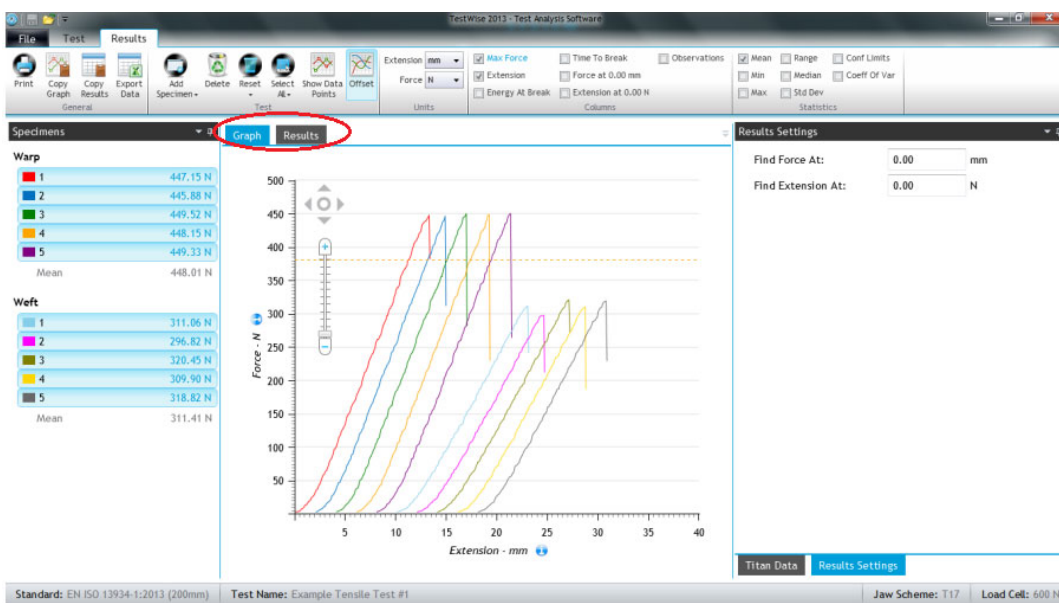 TestWise 2013 - Test Analysis Software
File Test Results
Print Copy Graph Copy Results Export Data Add Specimen Delete Reset Select All Show Data Points Offset
Extension mm
Force N
Max Force Time To Break Observations
Extension Force at 0.00 mm
Energy At Break Extension at 0.00 N
Mean Range Conf Limits
Min Median Coeff Of Var
Max Std Dev
General Test Units Columns Statistics
Specimens
Graph Results
Results Settings
Warp
1 447.15 N
2 445.88 N
3 449.52 N
4 448.15 N
5 449.33 N
Mean 448.01 N
Weft
1 311.06 N
2 296.82 N
3 320.45 N
4 309.90 N
5 318.82 N
Mean 311.41 N
500
450
400
350
300
250
200
150
100
50
Force - N
5 10 15 20 25 30 35 40
Extension - mm
Find Force At: 0.00 mm
Find Extension At: 0.00 N
Titan Data Results Settings
Standard: EN ISO 13934-1:2013 (200mm) Test Name: Example Tensile Test #1 Jaw Scheme: T17 Load Cell: 600 N